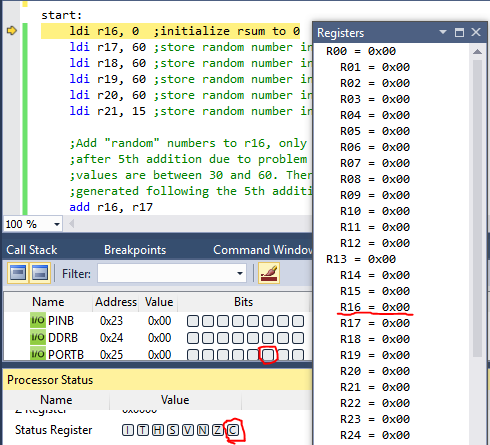 start:
ldi r16, 0 ;initialize rsum to 0
ldi r17, 60 ;store random number in
ldi r18, 60 ;store random number in
ldi r19, 60 ;store random number in
ldi r20, 60 ;store random number in
ldi r21, 15 ;store random number in
;Add "random" numbers to r16, only
;after 5th addition due to problem
;values are between 30 and 60. Ther
;generated following the 5th additi
add r16, r17
100 %
Call Stack Breakpoints Command Window
Filter:
Name Address Value Bits
I/O PINB 0x23 0x00
I/O DDRB 0x24 0x00
I/O PORTB 0x25 0x00
Processor Status
Name Value
Z Register 0x0000
Status Register I T H S V N Z C
Registers
R00 = 0x00
R01 = 0x00
R02 = 0x00
R03 = 0x00
R04 = 0x00
R05 = 0x00
R06 = 0x00
R07 = 0x00
R08 = 0x00
R09 = 0x00
R10 = 0x00
R11 = 0x00
R12 = 0x00
R13 = 0x00
R14 = 0x00
R15 = 0x00
R16 = 0x00
R17 = 0x00
R18 = 0x00
R19 = 0x00
R20 = 0x00
R21 = 0x00
R22 = 0x00
R23 = 0x00
R24 = 0x00